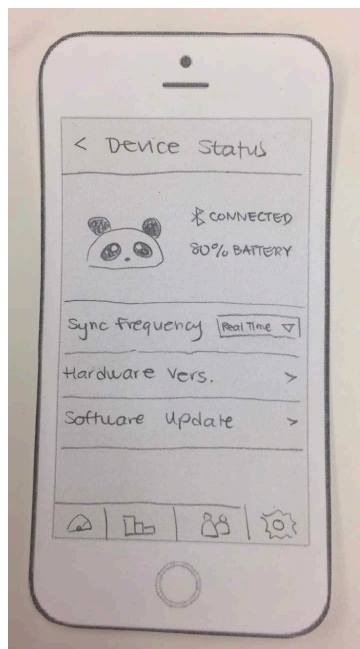 < Device Status
CONNECTED
80% BATTERY
Sync Frequency Real Time
Hardware Vers. >
Software Update >